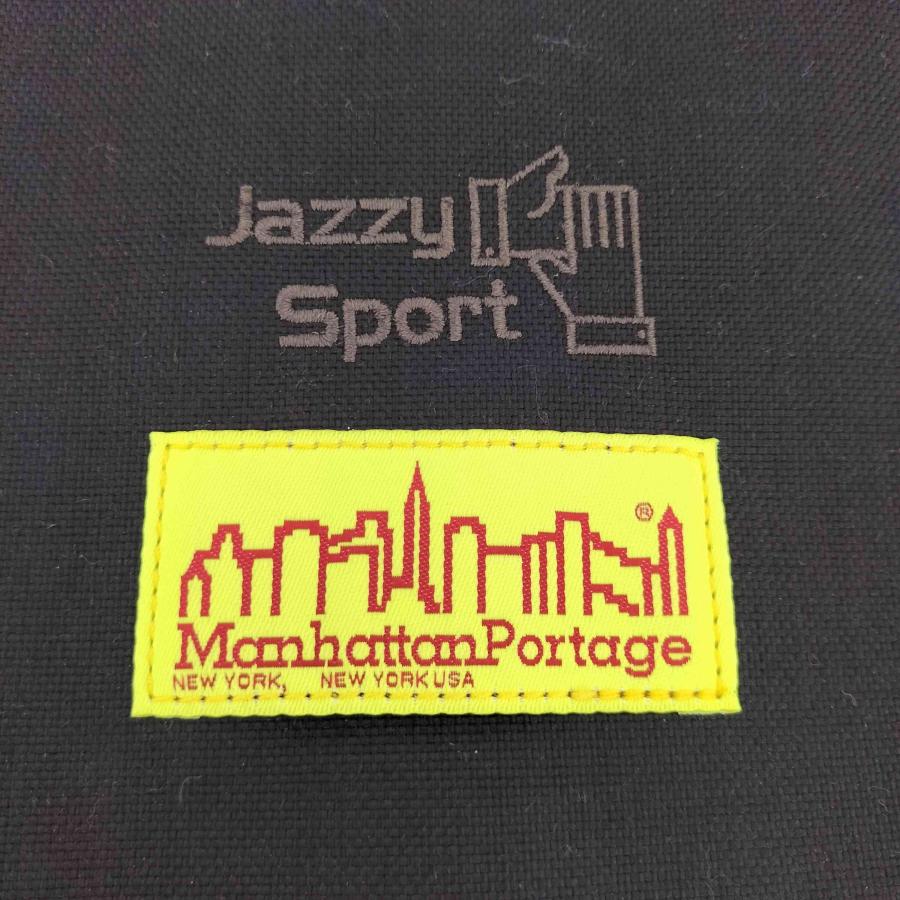 Jazzy
Sport
®
ManhattanPortage
NEW YORK, NEW YORK USA